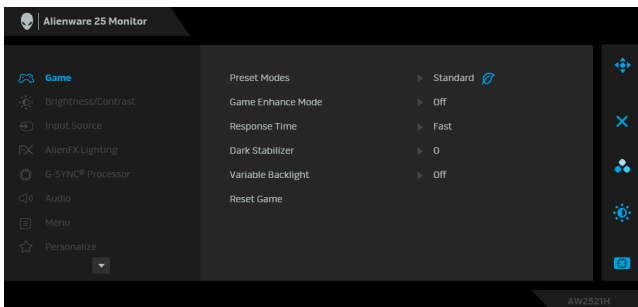 Alienware 25 Monitor
Game
Brightness/Contrast
Input Source
AlienFX Lighting
G-SYNC® Processor
Audio
Menu
Personalize
Preset Modes Standard
Game Enhance Mode Off
Response Time Fast
Dark Stabilizer 0
Variable Backlight Off
Reset Game
AW2521H